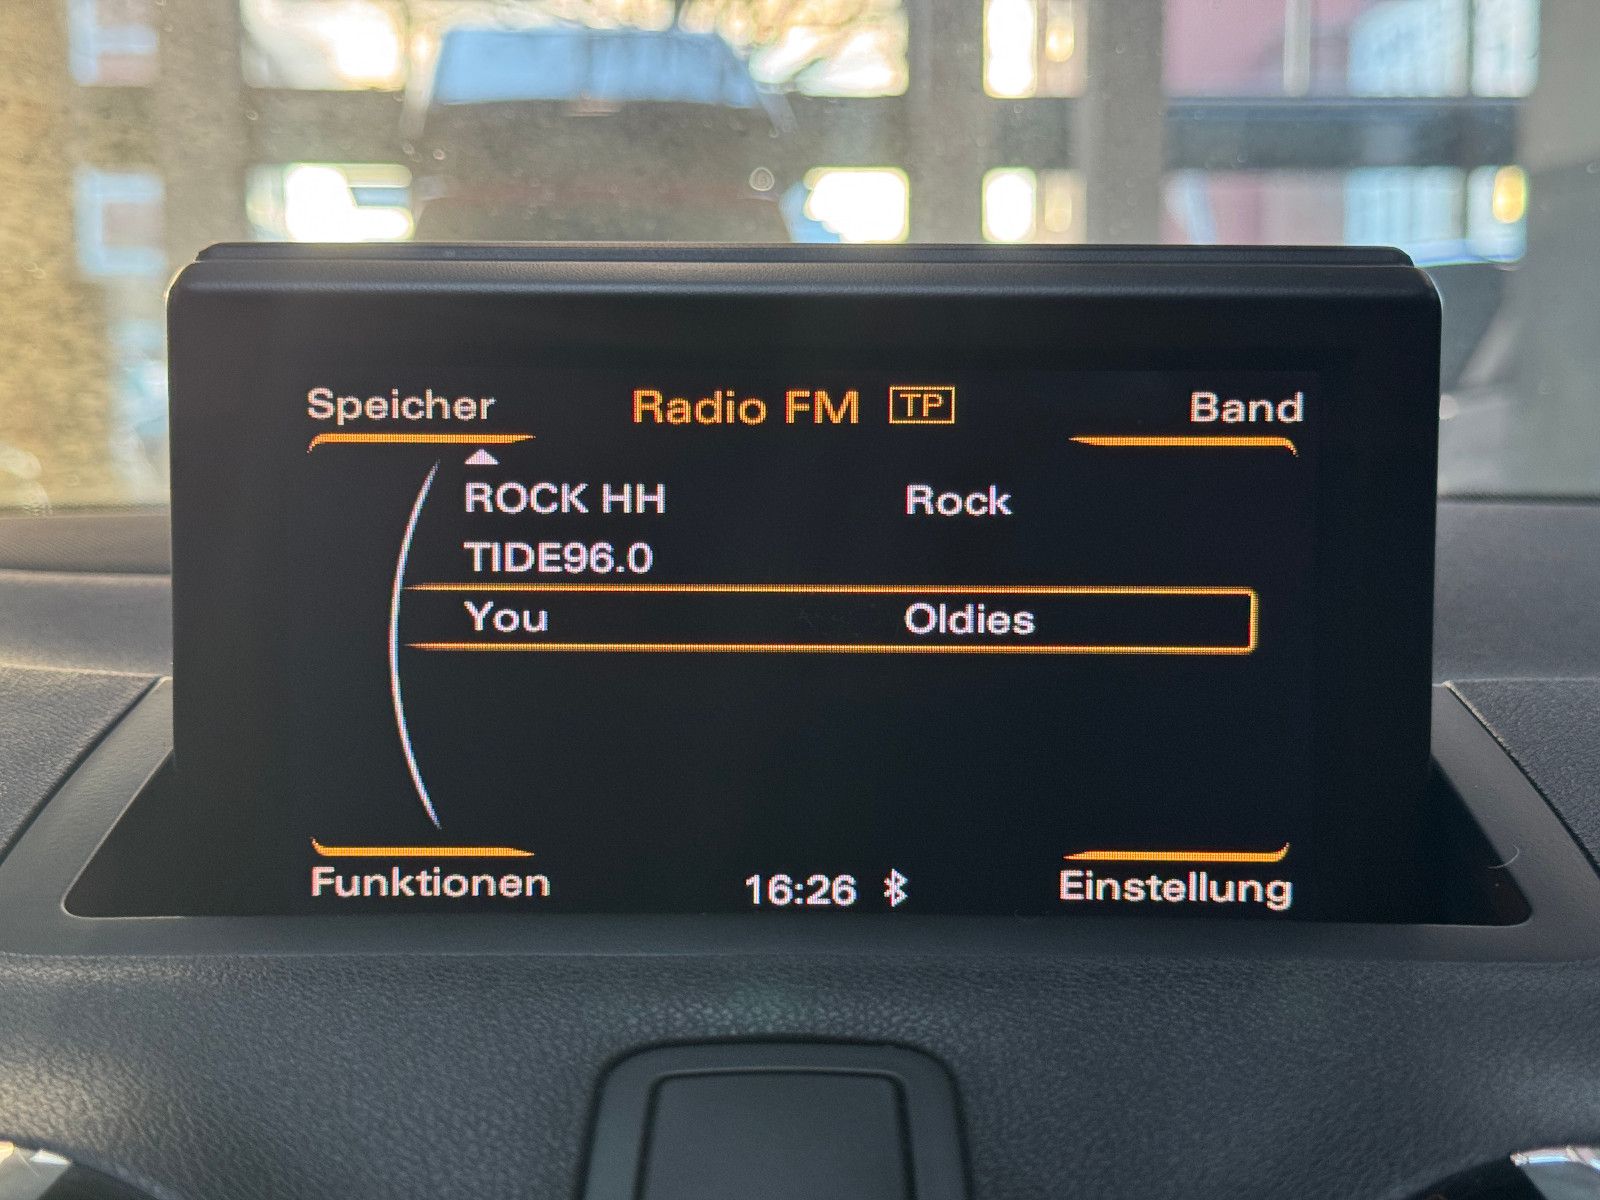 Speicher Radio FM TP Band
ROCK HH Rock
TIDE96.0
You Oldies
Funktionen 16:26 Einstellung